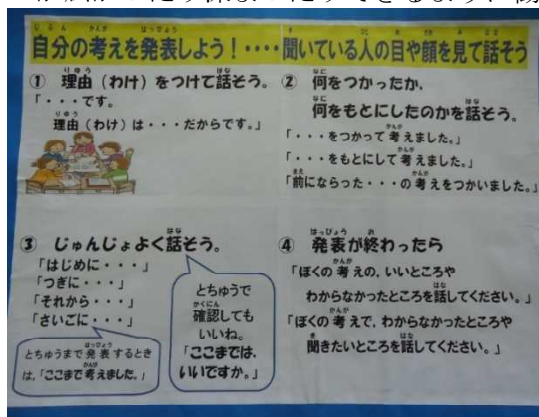 自分の考えを発表しよう！・・・・聞いている人の目や顔を見て話そう
① 理由（わけ）をつけて話そう。
「・・・です。
理由（わけ）は・・・だからです。」
② 何をつかったか、
何をもとにしたのかを話そう。
「・・・をつかって考えました。」
「・・・をもとにして考えました。」
「前にならった・・・の考えをつかいました。」
③ じゅんじょよく話そう。
「はじめに・・・」
「つぎに・・・」
「それから・・・」
「さいごに・・・」
とちゅうまで発表するとき
は、「ここまで考えました。」
とちゅうで
確認しても
いいね。
「ここまでは、
いいですか。」
④ 発表が終わったら
「ぼくの考えの、いいところや
わからなかったところを話してください。」
「ぼくの考えで、わからなかったところや
聞きたいところを話してください。」